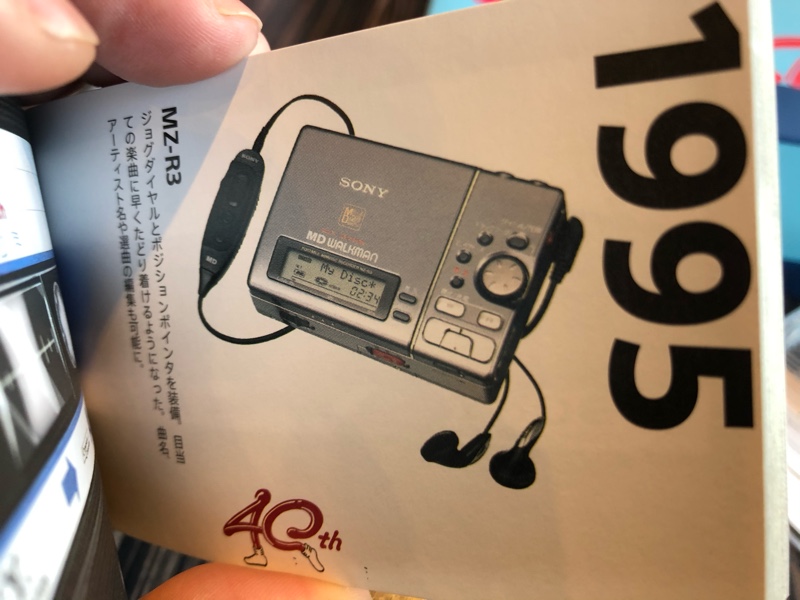 1995
SONY
MD WALKMAN
My Disc*
02:34
SONY
MD
MZ-R3
ジョグダイヤルとポジションポインタを装備。目当
ての楽曲に早くたどり着けるようになった。曲名、
アーティスト名や選曲の編集も可能に。
40th